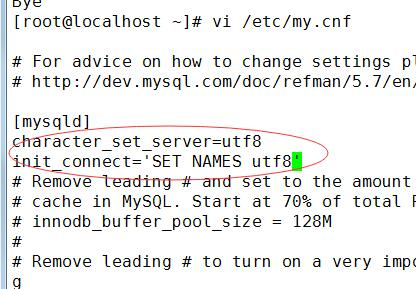 Bye
[root@localhost ~]# vi /etc/my.cnf
# For advice on how to change settings pl
# http://dev.mysql.com/doc/refman/5.7/en/
[mysqld]
character_set_server=utf8
init_connect='SET NAMES utf8'
# Remove leading # and set to the amount
# cache in MySQL. Start at 70% of total R
# innodb_buffer_pool_size = 128M
#
# Remove leading # to turn on a very impo
g